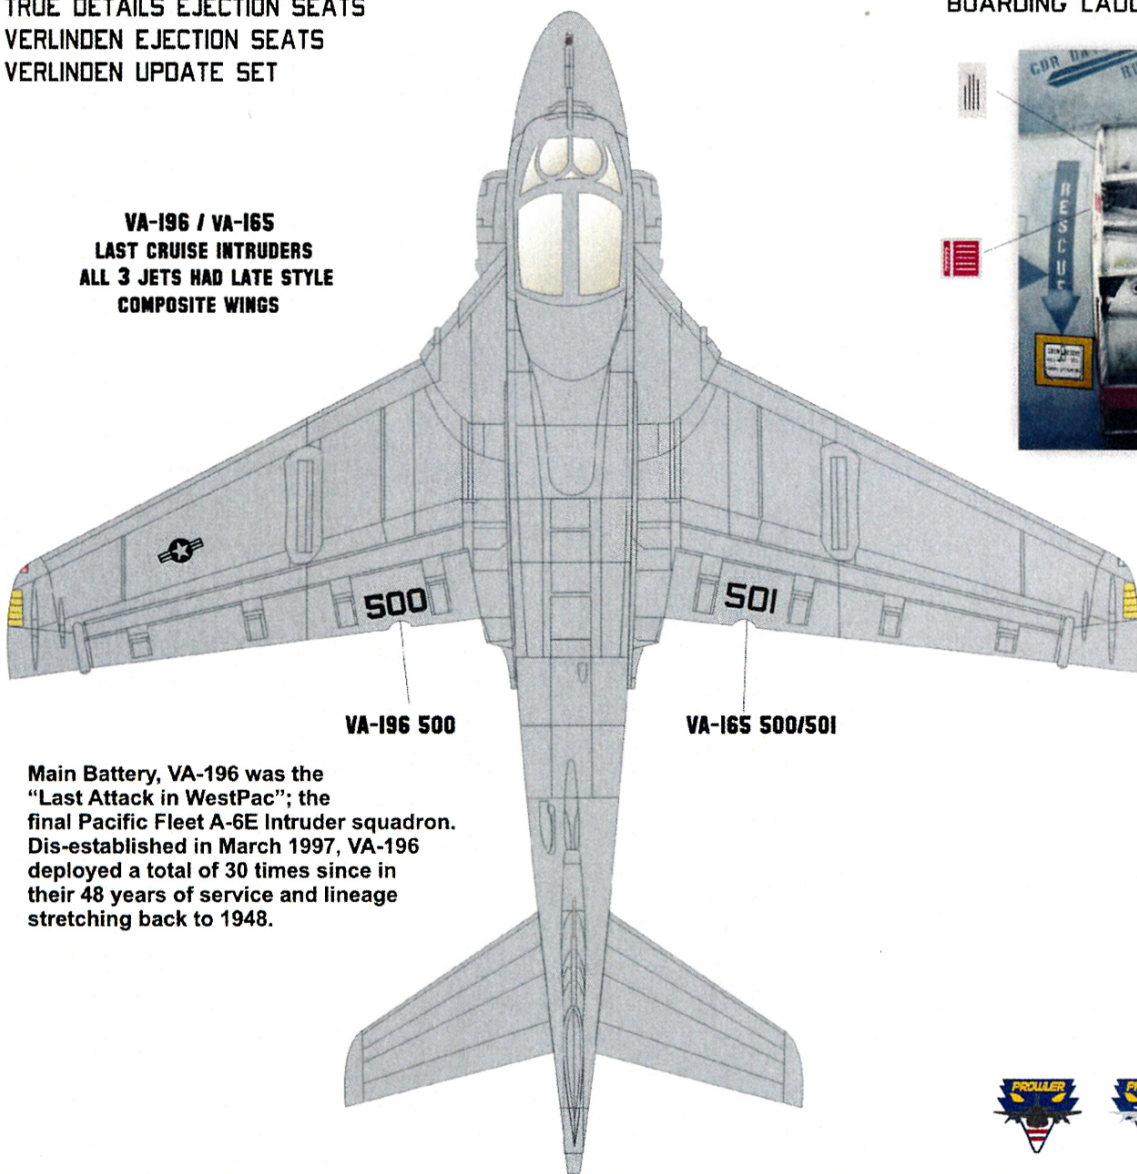 TRUE DETAILS EJECTION SEATS
VERLINDEN EJECTION SEATS
VERLINDEN UPDATE SET
BOARDING
VA-196 / VA-165
LAST CRUISE INTRUDERS
ALL 3 JETS HAD LATE STYLE
COMPOSITE WINGS
CDR
RESCUE
500
501
VA-196 500
VA-165 500/501
Main Battery, VA-196 was the
“Last Attack in WestPac”; the
final Pacific Fleet A-6E Intruder squadron.
Dis-established in March 1997, VA-196
deployed a total of 30 times since in
their 48 years of service and lineage
stretching back to 1948.
PROWLER